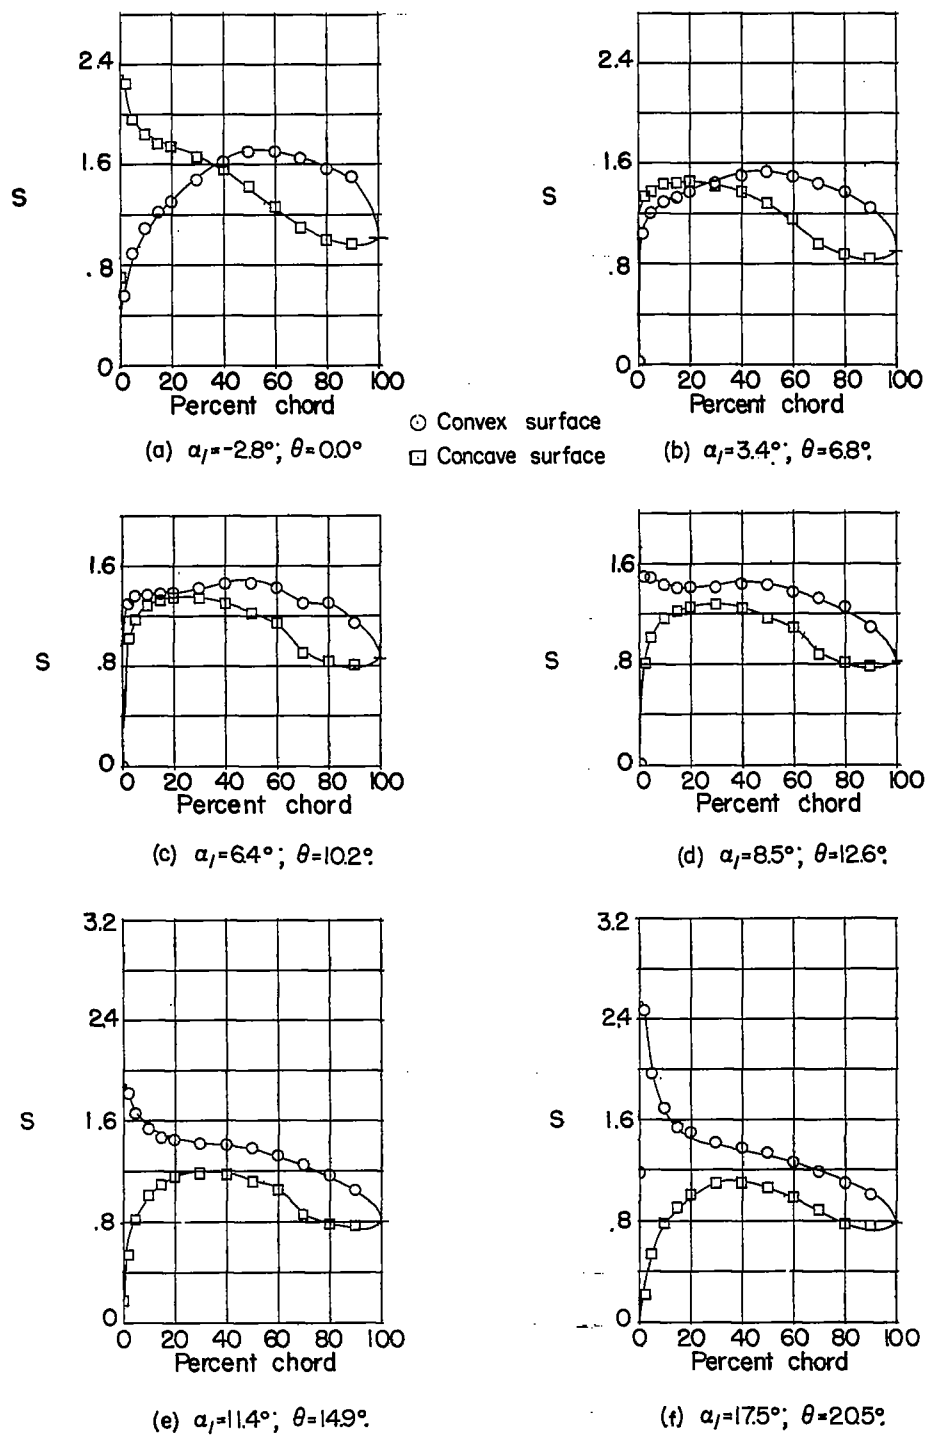 2.4
1.6
.8
0
S
0 20 40 60 80 100
Percent chord
(a) α₁=-2.8°; θ=0.0°
2.4
1.6
.8
0
S
0 20 40 60 80 100
Percent chord
(b) α₁=3.4°; θ=6.8°.
Convex surface
Concave surface
1.6
.8
0
S
0 20 40 60 80 100
Percent chord
(c) α₁=6.4°; θ=10.2°.
1.6
.8
0
S
0 20 40 60 80 100
Percent chord
(d) α₁=8.5°; θ=12.6°.
3.2
2.4
1.6
.8
0
S
0 20 40 60 80 100
Percent chord
(e) α₁=11.4°; θ=14.9°.
3.2
2.4
1.6
.8
0
S
0 20 40 60 80 100
Percent chord
(f) α₁=17.5°; θ=20.5°.